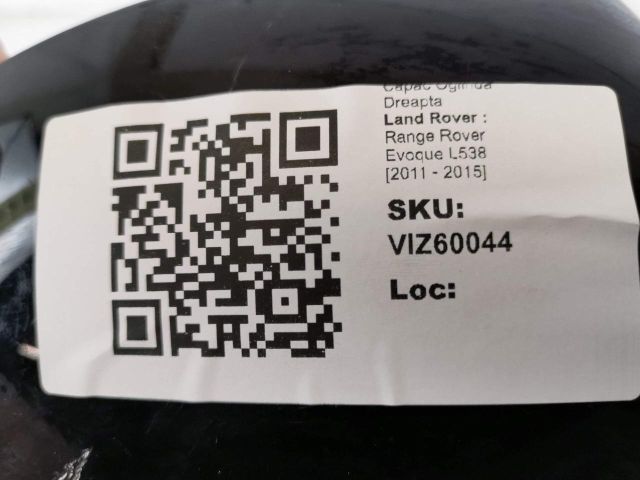 Capac Oglinda
Dreapta
Land Rover :
Range Rover
Evoque L538
[2011 - 2015]
SKU:
VIZ60044
Loc: